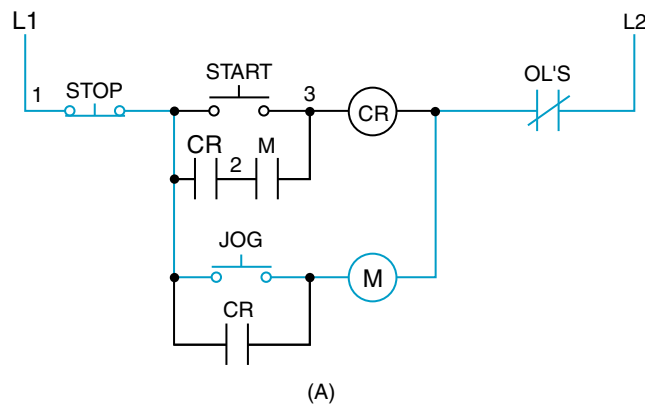 L1 L2
OL'S
START
1 STOP 3 CR
CR 2 M
JOG
M
CR
(A)